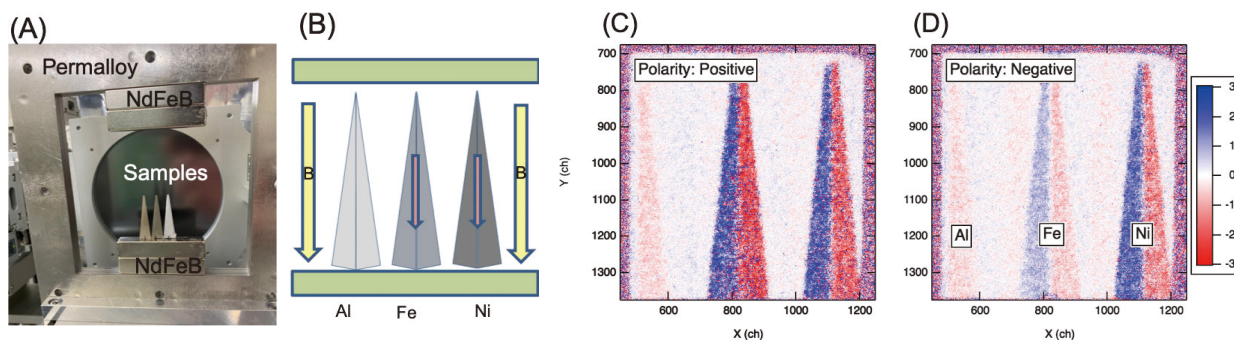 (A)
Permalloy
NdFeB
Samples
NdFeB
(B)
B
B
Al
Fe
Ni
(C)
Polarity: Positive
700
800
900
1000
1100
1200
1300
Y (ch)
600
800
1000
1200
X (ch)
(D)
Polarity: Negative
700
800
900
1000
1100
1200
1300
Y (ch)
Al
Fe
Ni
600
800
1000
1200
X (ch)
3
2
1
0
-1
-2
-3